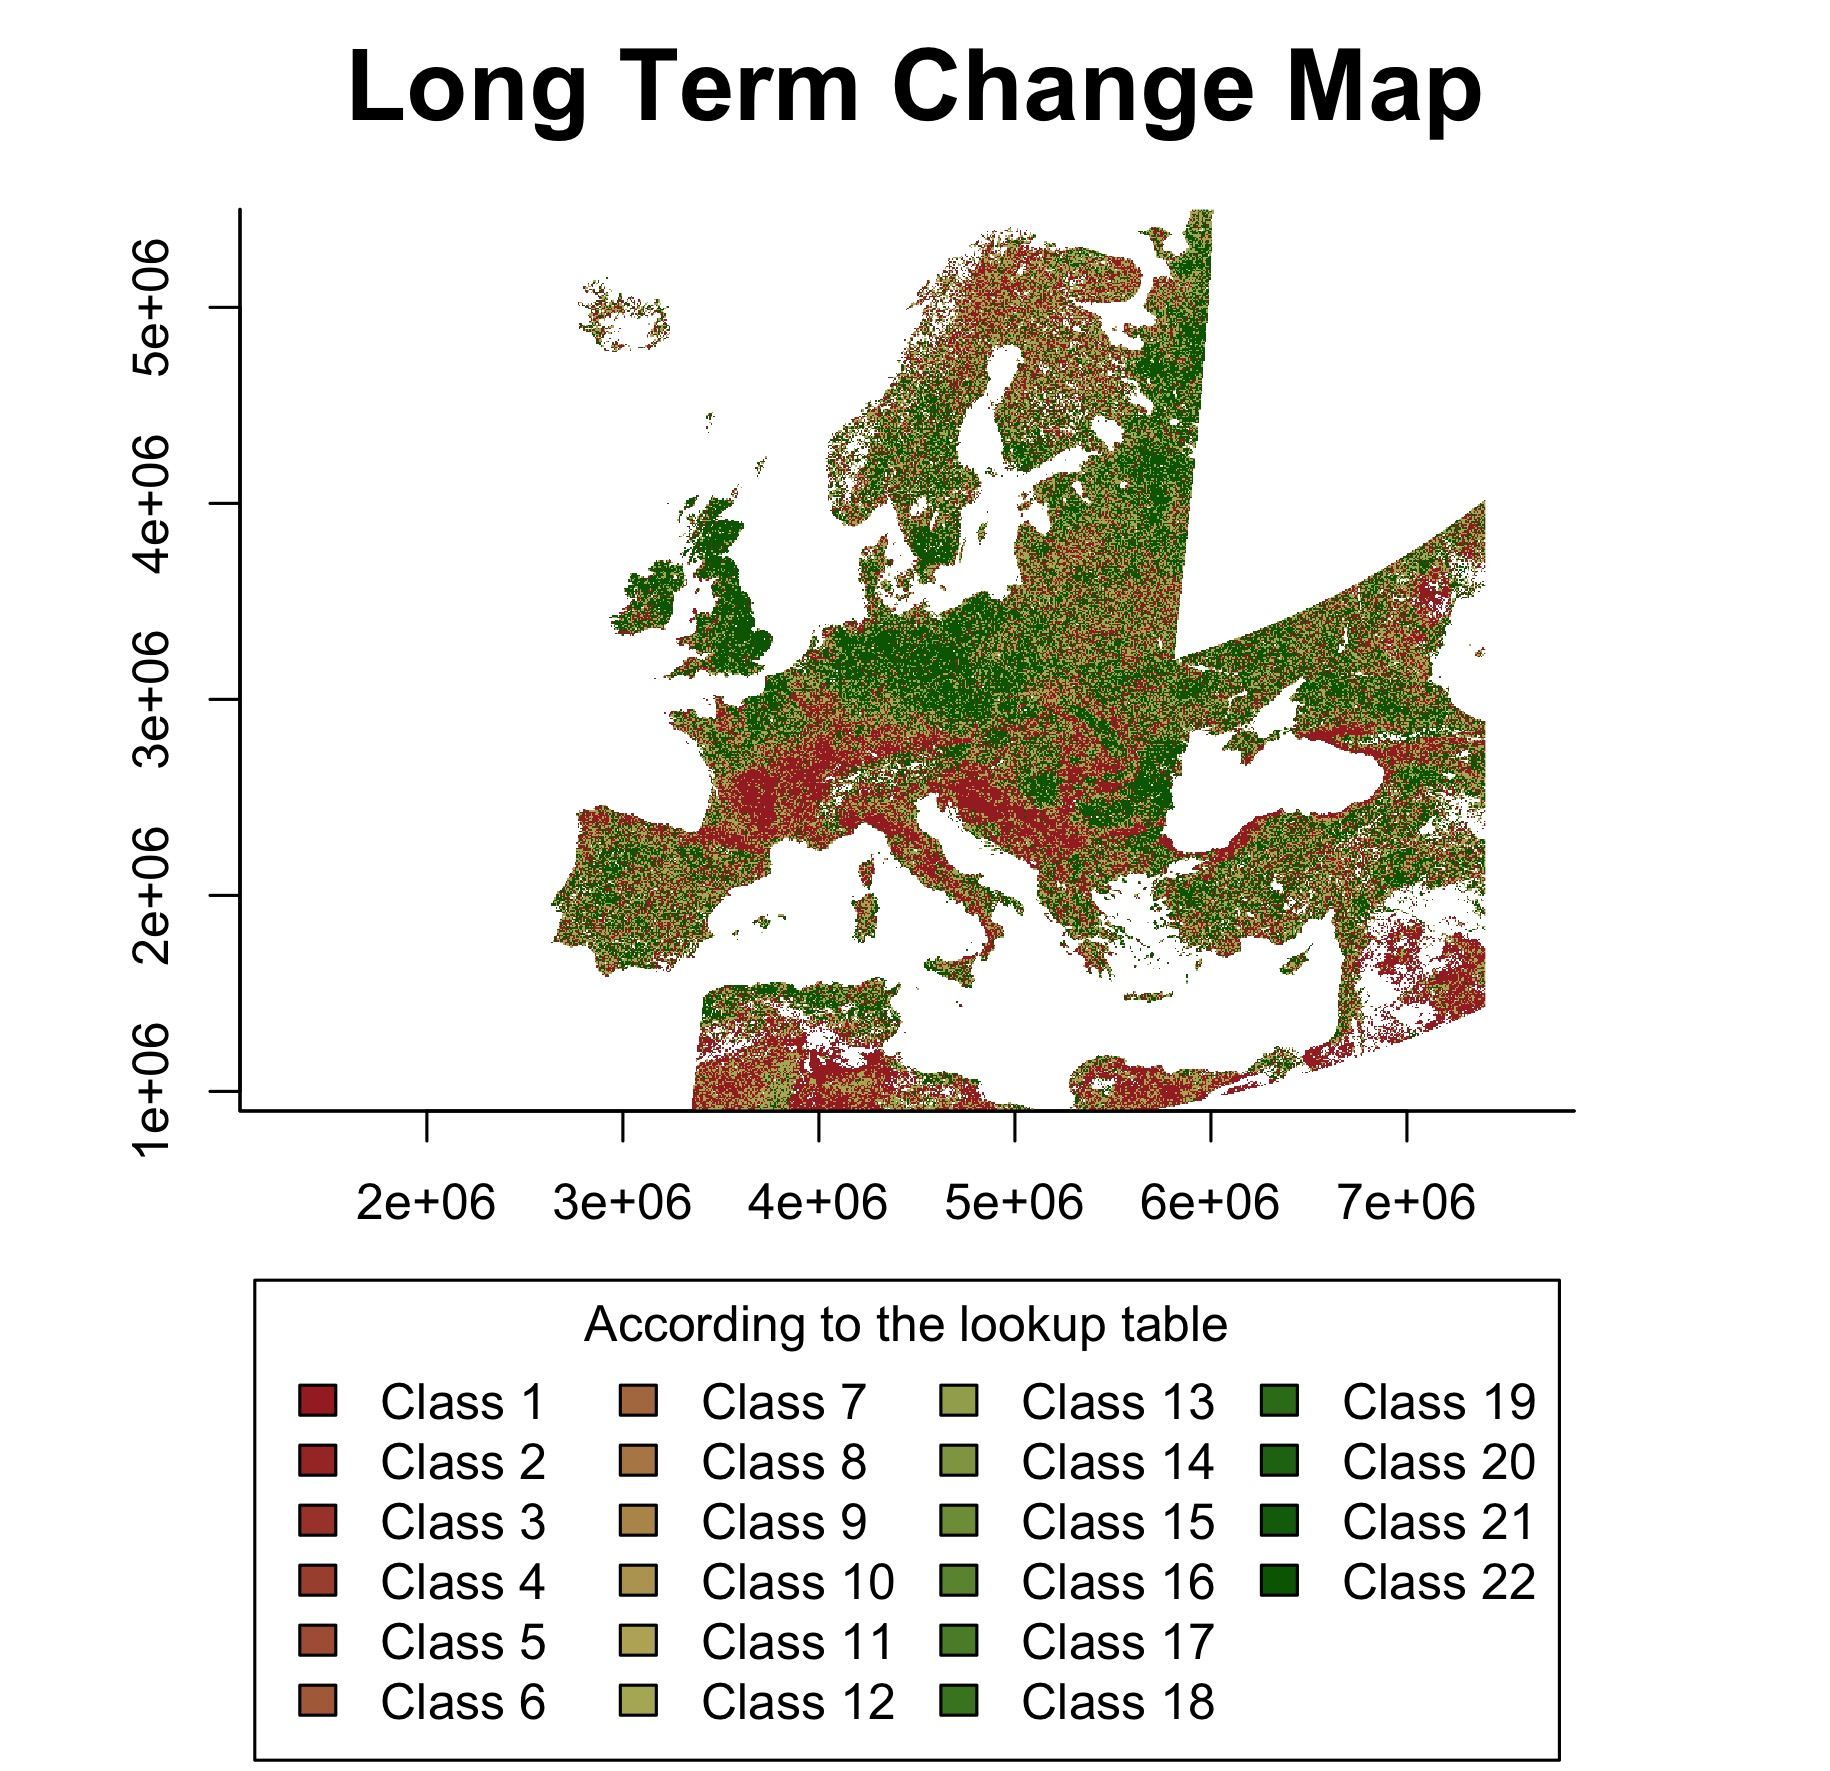 Long Term Change Map
5e+06
4e+06
3e+06
2e+06
1e+06
2e+06 3e+06 4e+06 5e+06 6e+06 7e+06
According to the lookup table
Class 1 Class 7 Class 13 Class 19
Class 2 Class 8 Class 14 Class 20
Class 3 Class 9 Class 15 Class 21
Class 4 Class 10 Class 16 Class 22
Class 5 Class 11 Class 17
Class 6 Class 12 Class 18